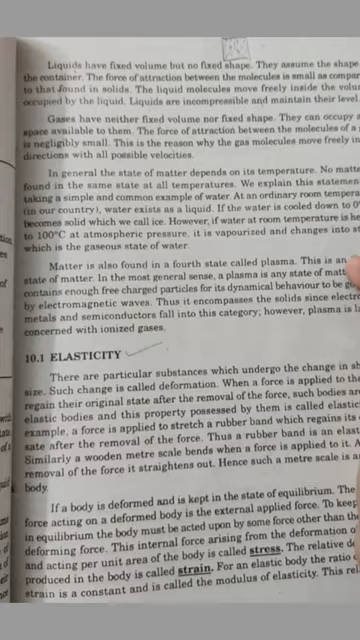 Liquids have fixed volume but no fixed shape. They assume the shape
the container. The force of attraction between the molecules is small as
to that found in solids. The liquid molecules move freely inside the
occupied by the liquid. Liquids are incompressible and maintain their level
Gases have neither fixed volume nor fixed shape. They can occupy
space available to them. The force of attraction between the molecules of a
is negligibly small. This is the reason why the gas molecules move freely in
directions with all possible velocities.
In general the state of matter depends on its temperature. No
found in the same state at all temperatures. We explain this
taking a simple and common example of water. At an ordinary room
(in our country), water exists as a liquid. If the water is cooled down to
becomes solid which we call ice. However, if water at room temperature is
to 100°C at atmospheric pressure, it is vapourized and changes into
which is the gaseous state of water.
Matter is also found in a fourth state called plasma. This is an
state of matter. In the most general sense, a plasma is any state of
contains enough free charged particles for its dynamical behaviour to be
by electromagnetic waves. Thus it encompasses the solids since
metals and semiconductors fall into this category; however, plasma is
concerned with ionized gases.
10.1 ELASTICITY
There are particular substances which undergo the change in
size. Such change is called deformation. When a force is applied to
regain their original state after the removal of the force, such bodies
elastic bodies and this property possessed by them is called
example, a force is applied to stretch a rubber band which regains its
sate after the removal of the force. Thus a rubber band is an
Similarly a wooden metre scale bends when a force is applied to it.
removal of the force it straightens out. Hence such a metre scale is
body.
If a body is deformed and is kept in the state of equilibrium. The
force acting on a deformed body is the external applied force. To
in equilibrium the body must be acted upon by some force other than
deforming force. This internal force arising from the deformation
and acting per unit area of the body is called stress. The relative
produced in the body is called strain. For an elastic body the ratio
strain is a constant and is called the modulus of elasticity. This